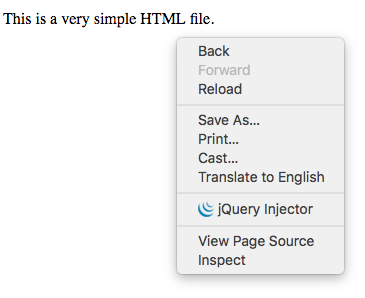 This is a very simple HTML file.
Back
Forward
Reload
Save As...
Print...
Cast...
Translate to English
jQuery Injector
View Page Source
Inspect